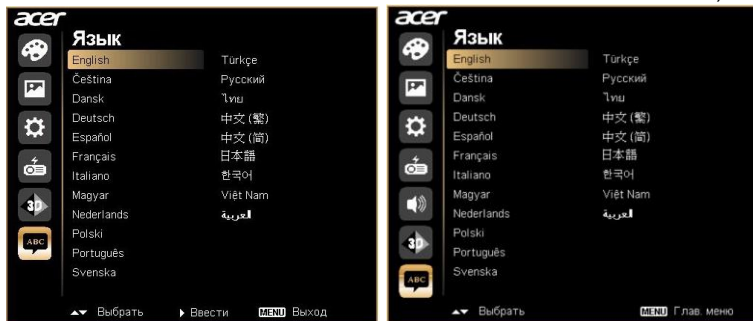 acer
Язык
English Türkçe
Čeština Русский
Dansk ไทย
Deutsch 中文 (繁)
Español 中文 (简)
Français 日本語
Italiano 한국어
Magyar Việt Nam
Nederlands العربية
Polski
Português
Svenska
3D
ABC
Выбрать Ввести MENU Выход
acer
Язык
English Türkçe
Čeština Русский
Dansk ไทย
Deutsch 中文 (繁)
Español 中文 (简)
Français 日本語
Italiano 한국어
Magyar Việt Nam
Nederlands العربية
Polski
Português
Svenska
3D
ABC
Выбрать MENU Глав. меню